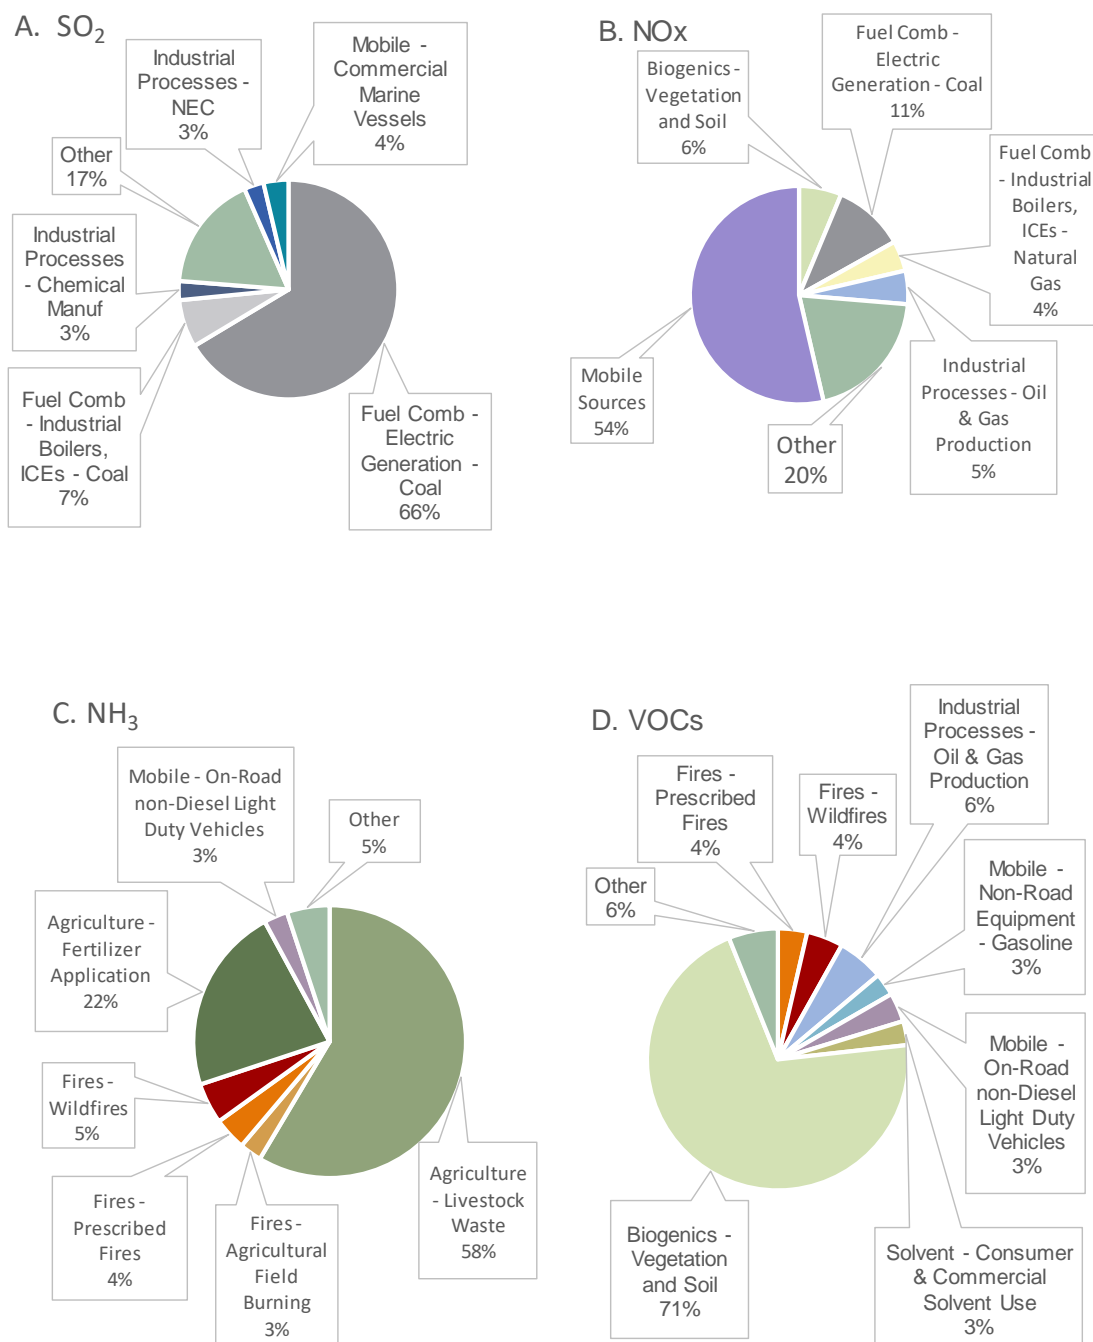 A. SO2
Industrial
Processes -
NEC
3%
Mobile -
Commercial
Marine
Vessels
4%
Other
17%
Industrial
Processes
- Chemical
Manuf
3%
Fuel Comb
- Industrial
Boilers,
ICEs - Coal
7%
Fuel Comb -
Electric
Generation -
Coal
66%
B. NOx
Biogenics -
Vegetation
and Soil
6%
Fuel Comb -
Electric
Generation - Coal
11%
Fuel Comb
- Industrial
Boilers,
ICEs -
Natural
Gas
4%
Mobile
Sources
54%
Other
20%
Industrial
Processes - Oil
& Gas
Production
5%
C. NH3
Mobile - On-Road
non-Diesel Light
Duty Vehicles
3%
Other
5%
Agriculture -
Fertilizer
Application
22%
Fires -
Wildfires
5%
Fires -
Prescribed
Fires
4%
Fires -
Agricultural
Field
Burning
3%
Agriculture
- Livestock
Waste
58%
D. VOCs
Industrial
Processes -
Oil & Gas
Production
6%
Fires -
Prescribed
Fires
4%
Fires -
Wildfires
4%
Other
6%
Mobile -
Non-Road
Equipment
- Gasoline
3%
Mobile -
On-Road
non-Diesel
Light Duty
Vehicles
3%
Biogenics -
Vegetation
and Soil
71%
Solvent - Consumer
& Commercial
Solvent Use
3%